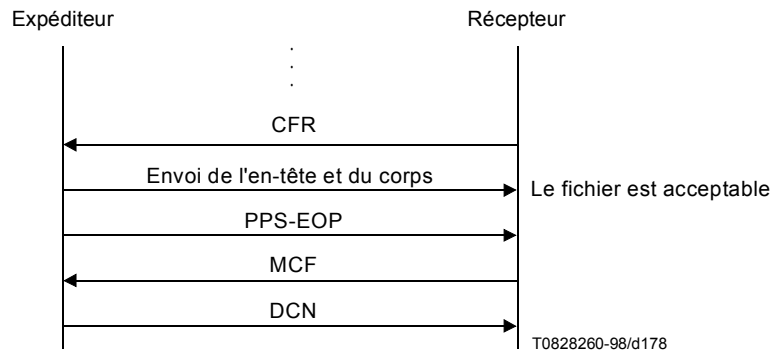 Expéditeur
Récepteur
.
.
.
CFR
Envoi de l'en-tête et du corps
Le fichier est acceptable
PPS-EOP
MCF
DCN
T0828260-98/d178